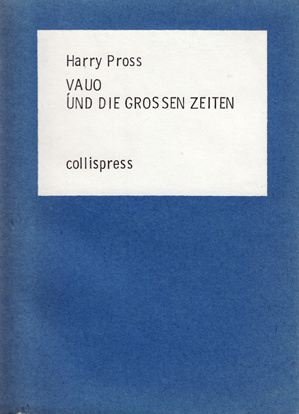 Harry Pross
VAUO
UND DIE GROSSEN ZEITEN
collispress